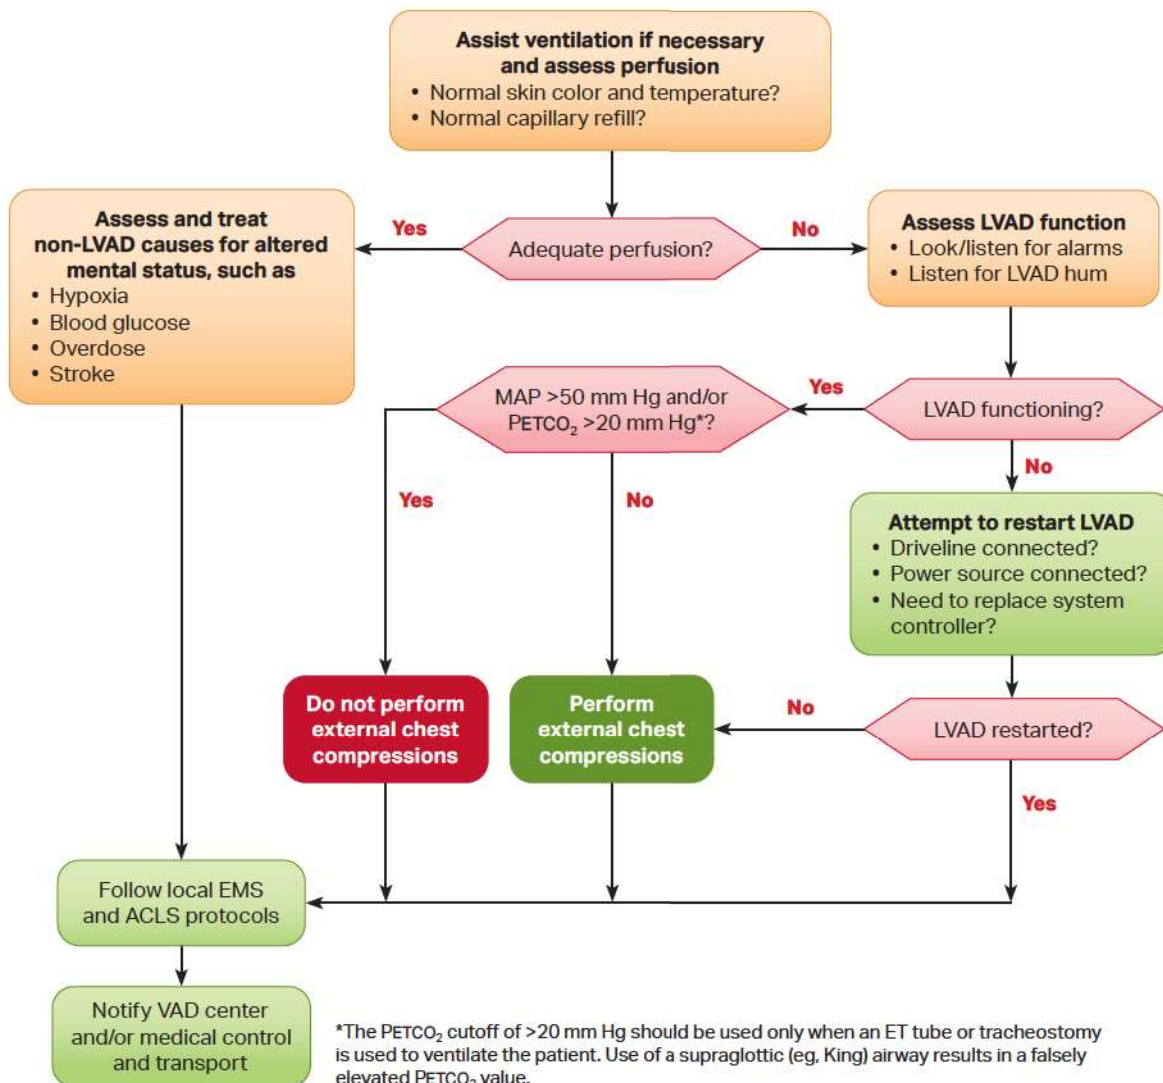 Assist ventilation if necessary
and assess perfusion
• Normal skin color and temperature?
• Normal capillary refill?
Adequate perfusion?
Yes
No
Assess and treat
non-LVAD causes for altered
mental status, such as
• Hypoxia
• Blood glucose
• Overdose
• Stroke
Assess LVAD function
• Look/listen for alarms
• Listen for LVAD hum
LVAD functioning?
Yes
No
MAP >50 mm Hg and/or
PETCO₂ >20 mm Hg*?
Yes
No
Attempt to restart LVAD
• Driveline connected?
• Power source connected?
• Need to replace system
controller?
LVAD restarted?
No
Yes
Do not perform
external chest
compressions
Perform
external chest
compressions
Follow local EMS
and ACLS protocols
Notify VAD center
and/or medical control
and transport
*The PETCO₂ cutoff of >20 mm Hg should be used only when an ET tube or tracheostomy
is used to ventilate the patient. Use of a supraglottic (eg, King) airway results in a falsely
elevated PETCO₂ value.